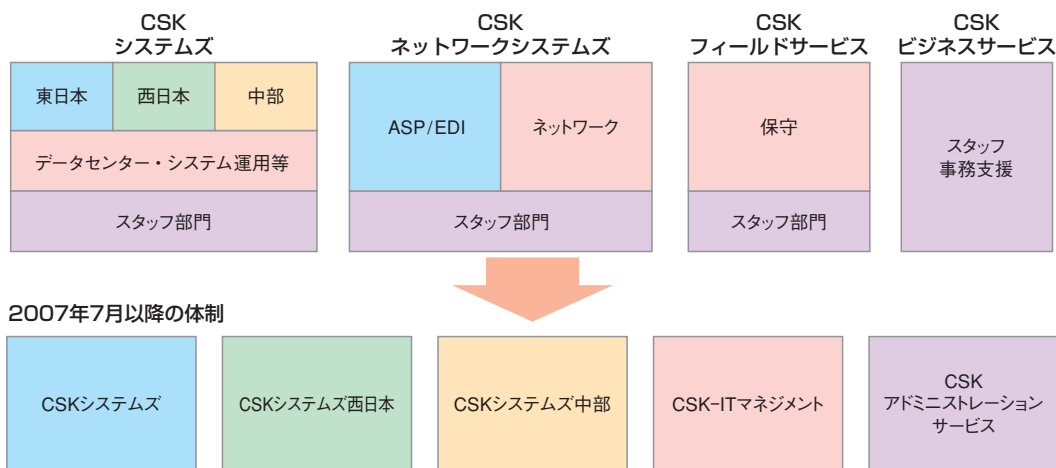 CSK
システムズ
CSK
ネットワークシステムズ
CSK
フィールドサービス
CSK
ビジネスサービス
東日本
西日本
中部
データセンター・システム運用等
スタッフ部門
ASP/EDI
ネットワーク
スタッフ部門
保守
スタッフ部門
スタッフ
事務支援
2007年7月以降の体制
CSKシステムズ
CSKシステムズ西日本
CSKシステムズ中部
CSK-ITマネジメント
CSK
アドミニストレーション
サービス